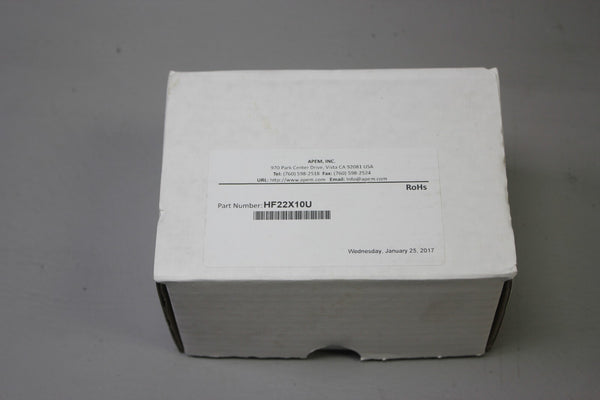 APEM, INC.
970 Park Center Drive, Vista CA 92081 USA
Tel: (760) 598-2518 Fax: (760) 598-2524
URL: http://www.apem.com Email: info@apem.com
RoHs
Part Number: HF22X10U
Wednesday, January 25, 2017